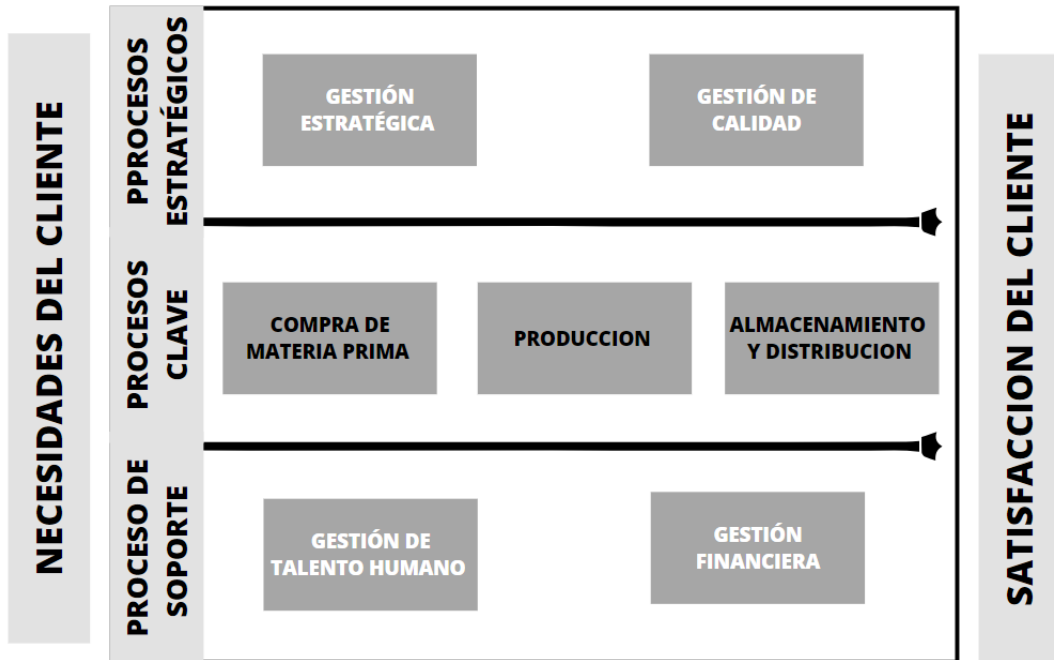 NECESIDADES DEL CLIENTE
PPROCESOS
ESTRATÉGICOS
GESTIÓN
ESTRATÉGICA
GESTIÓN DE
CALIDAD
PROCESOS
CLAVE
COMPRA DE
MATERIA PRIMA
PRODUCCION
ALMACENAMIENTO
Y DISTRIBUCION
PROCESO DE
SOPORTE
GESTIÓN DE
TALENTO HUMANO
GESTIÓN
FINANCIERA
SATISFACCION DEL CLIENTE